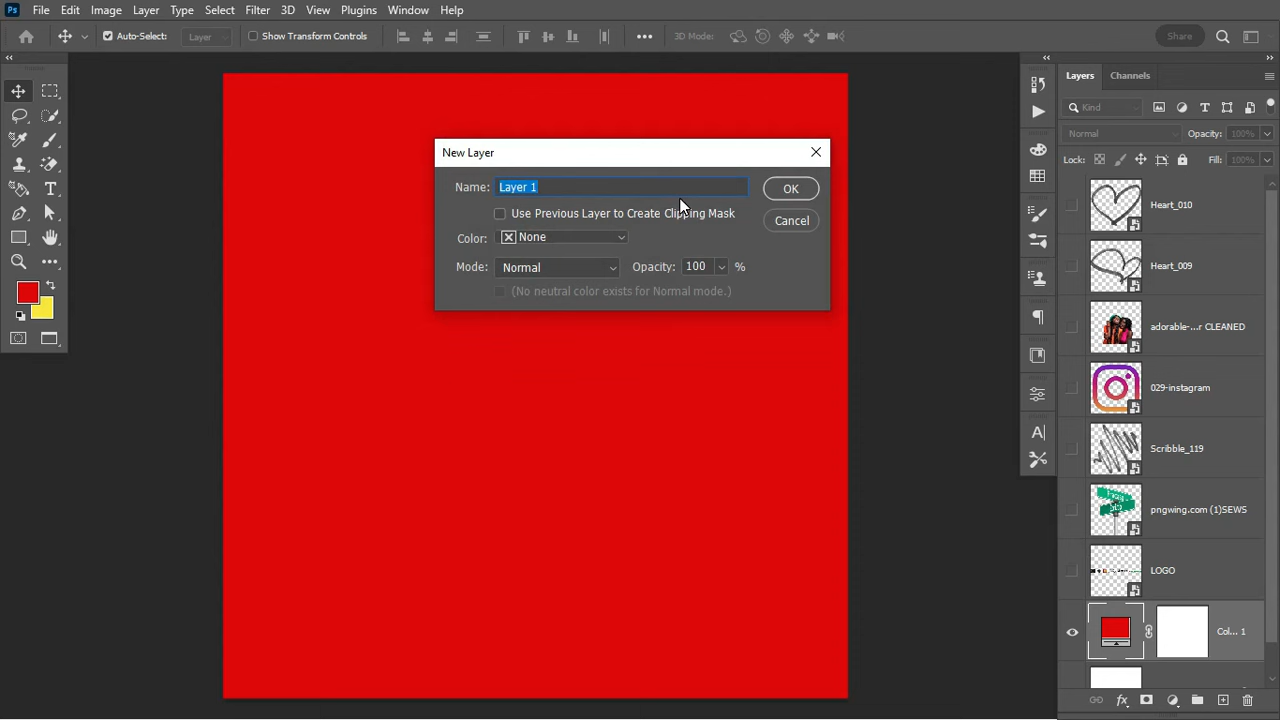 Ps File Edit Image Layer Type Select Filter 3D View Plugins Window Help
Auto-Select: Layer Show Transform Controls 3D Mode: Share
New Layer
Name: Layer 1 OK
Use Previous Layer to Create Clipping Mask
Cancel
Color: None
Mode: Normal Opacity: 100 %
(No neutral color exists for Normal mode.)
Layers Channels
Kind
Normal Opacity: 100%
Lock: Fill: 100%
Heart_010
Heart_009
adorable-...r CLEANED
029-instagram
Scribble_119
pngwing.com (1)SEWS
LOGO
Col... 1
fx